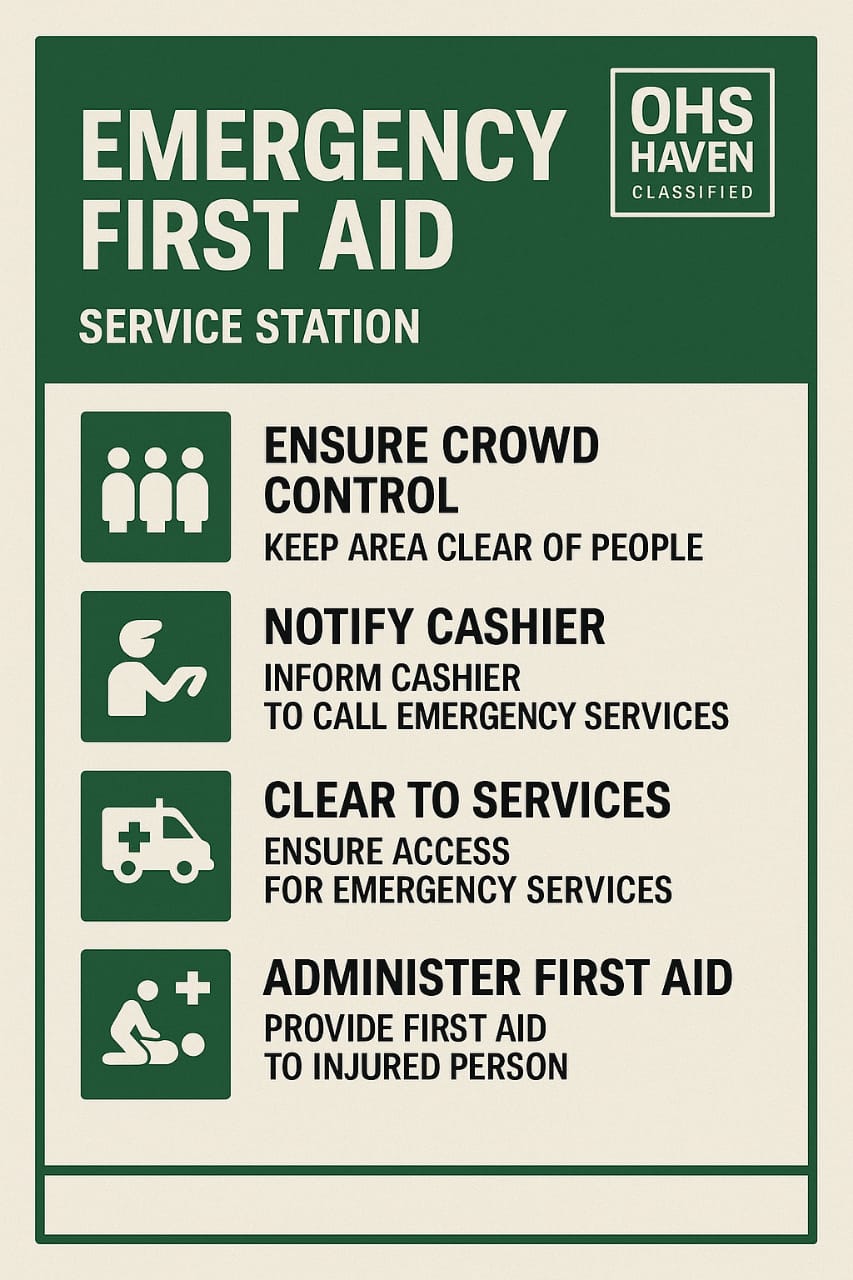 EMERGENCY
FIRST AID
SERVICE STATION
OHS
HAVEN
CLASSIFIED
ENSURE CROWD
CONTROL
KEEP AREA CLEAR OF PEOPLE
NOTIFY CASHIER
INFORM CASHIER
TO CALL EMERGENCY SERVICES
CLEAR TO SERVICES
ENSURE ACCESS
FOR EMERGENCY SERVICES
ADMINISTER FIRST AID
PROVIDE FIRST AID
TO INJURED PERSON